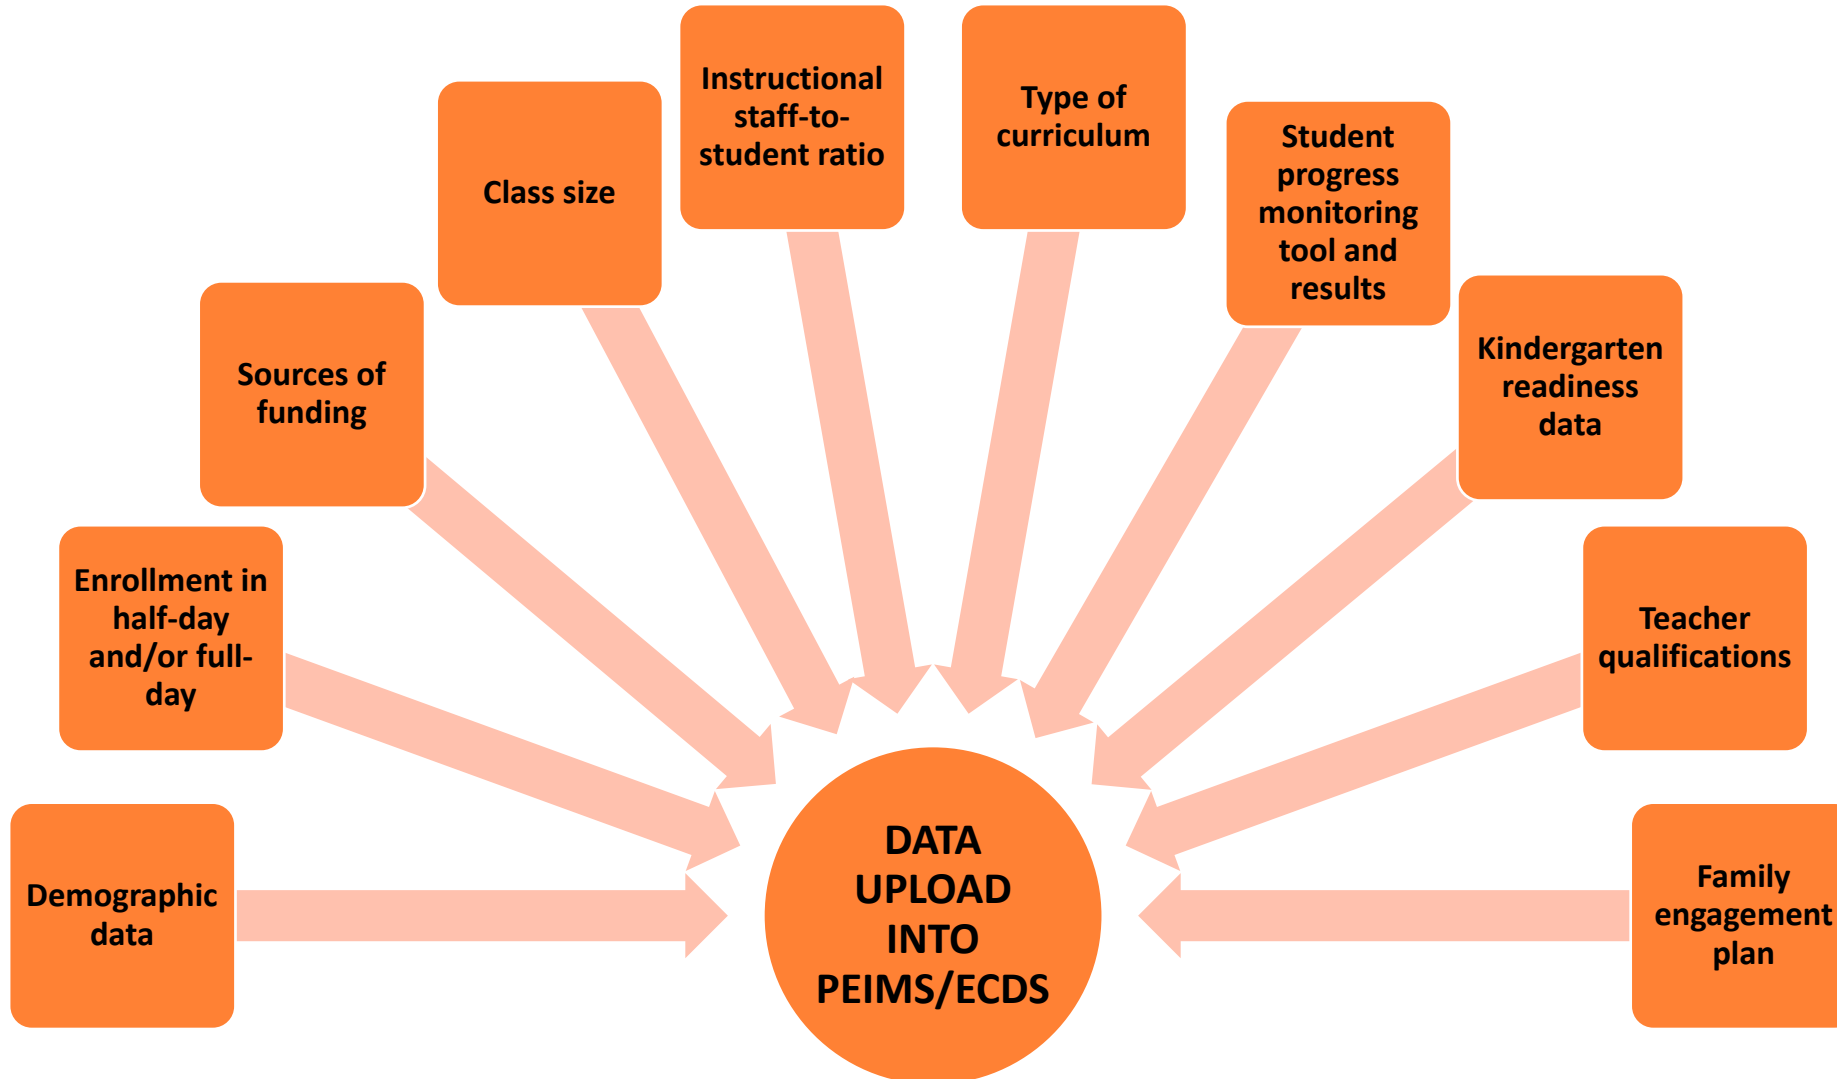 Demographic
data
Enrollment in
half-day
and/or full-
day
Sources of
funding
Class size
Instructional
staff-to-
student ratio
Type of
curriculum
Student
progress
monitoring
tool and
results
Kindergarten
readiness
data
Teacher
qualifications
Family
engagement
plan
DATA
UPLOAD
INTO
PEIMS/ECDS